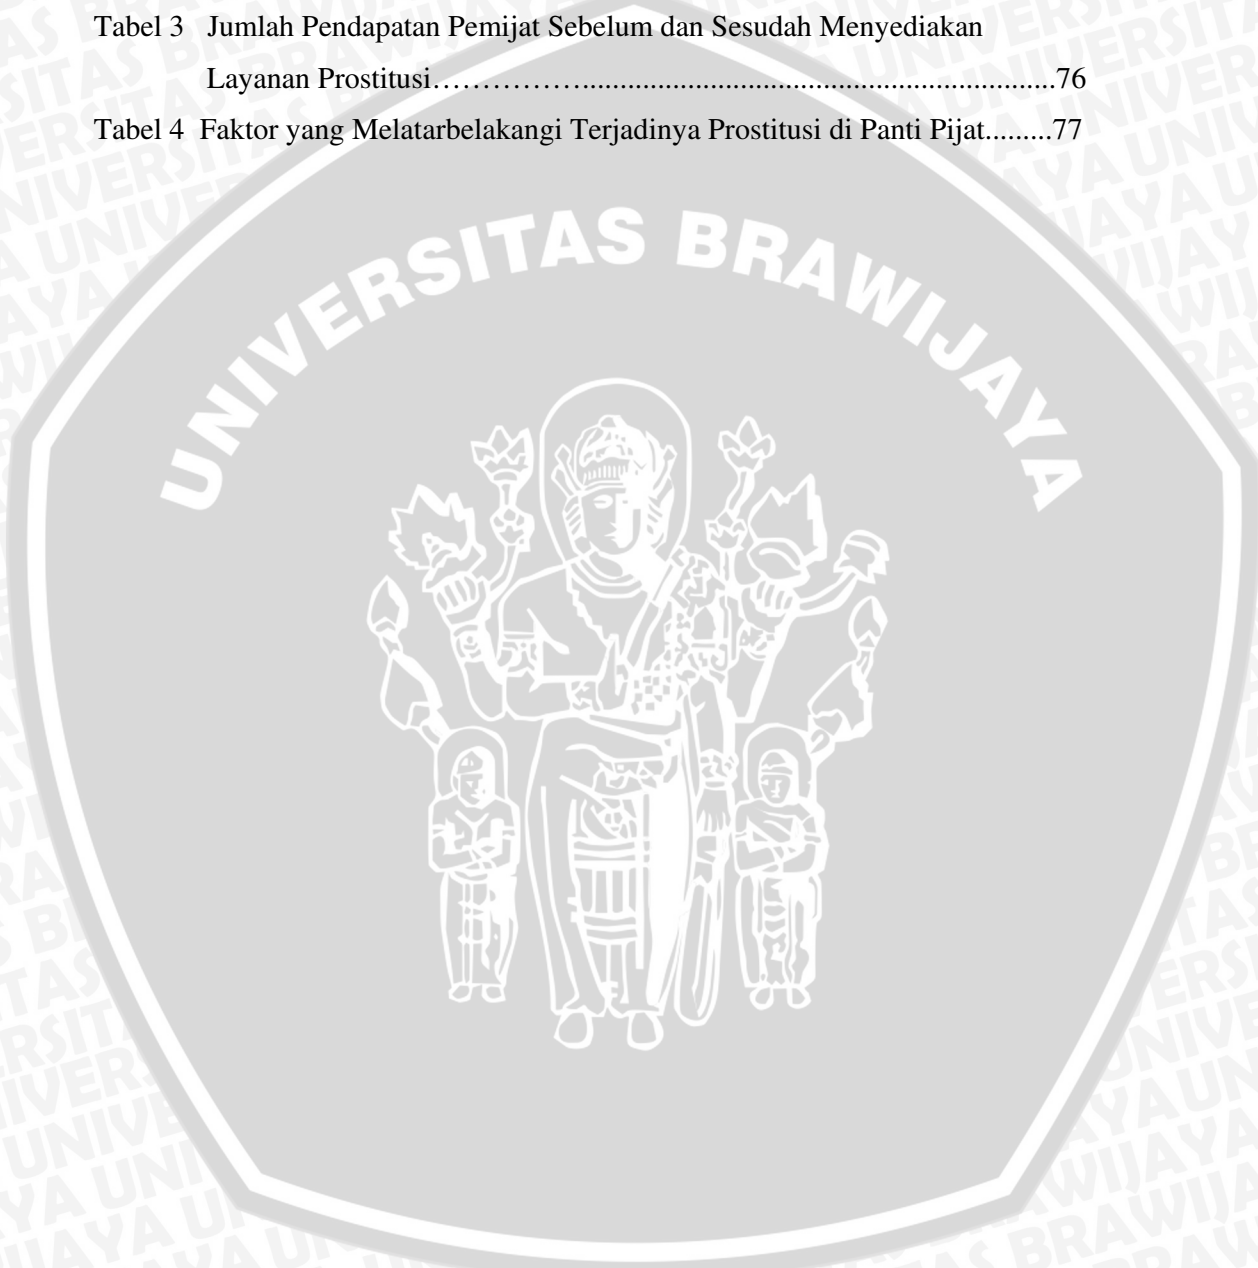 Tabel 3 Jumlah Pendapatan Pemijat Sebelum dan Sesudah Menyediakan
Layanan Prostitusi……………................................................................76
Tabel 4 Faktor yang Melatarbelakangi Terjadinya Prostitusi di Panti Pijat.........77
UNIVERSITAS BRAWIJAYA